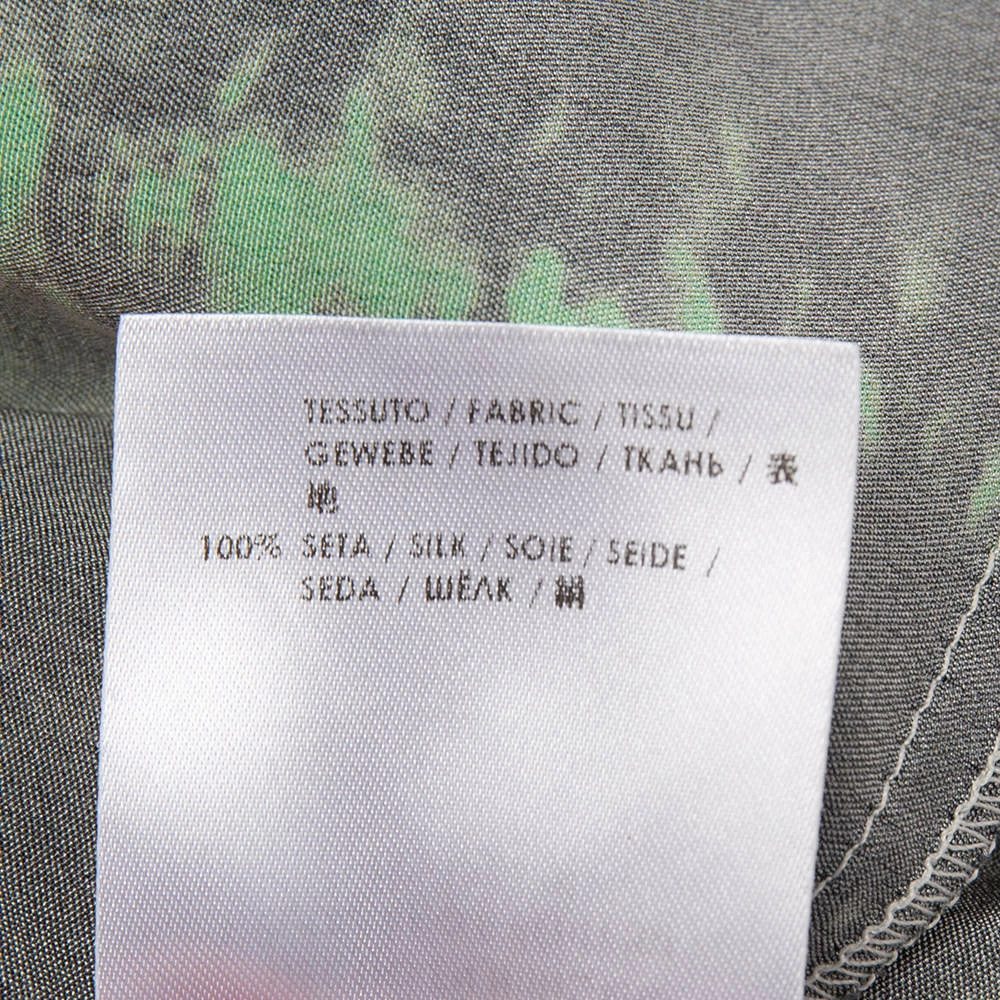 TESSUTO / FABRIC / TISSU /
GEWEBE / TEJIDO / ТКАНЬ / 表
地
100% SETA / SILK / SOIE / SEIDE /
SEDA / ШЁЛК / 絹